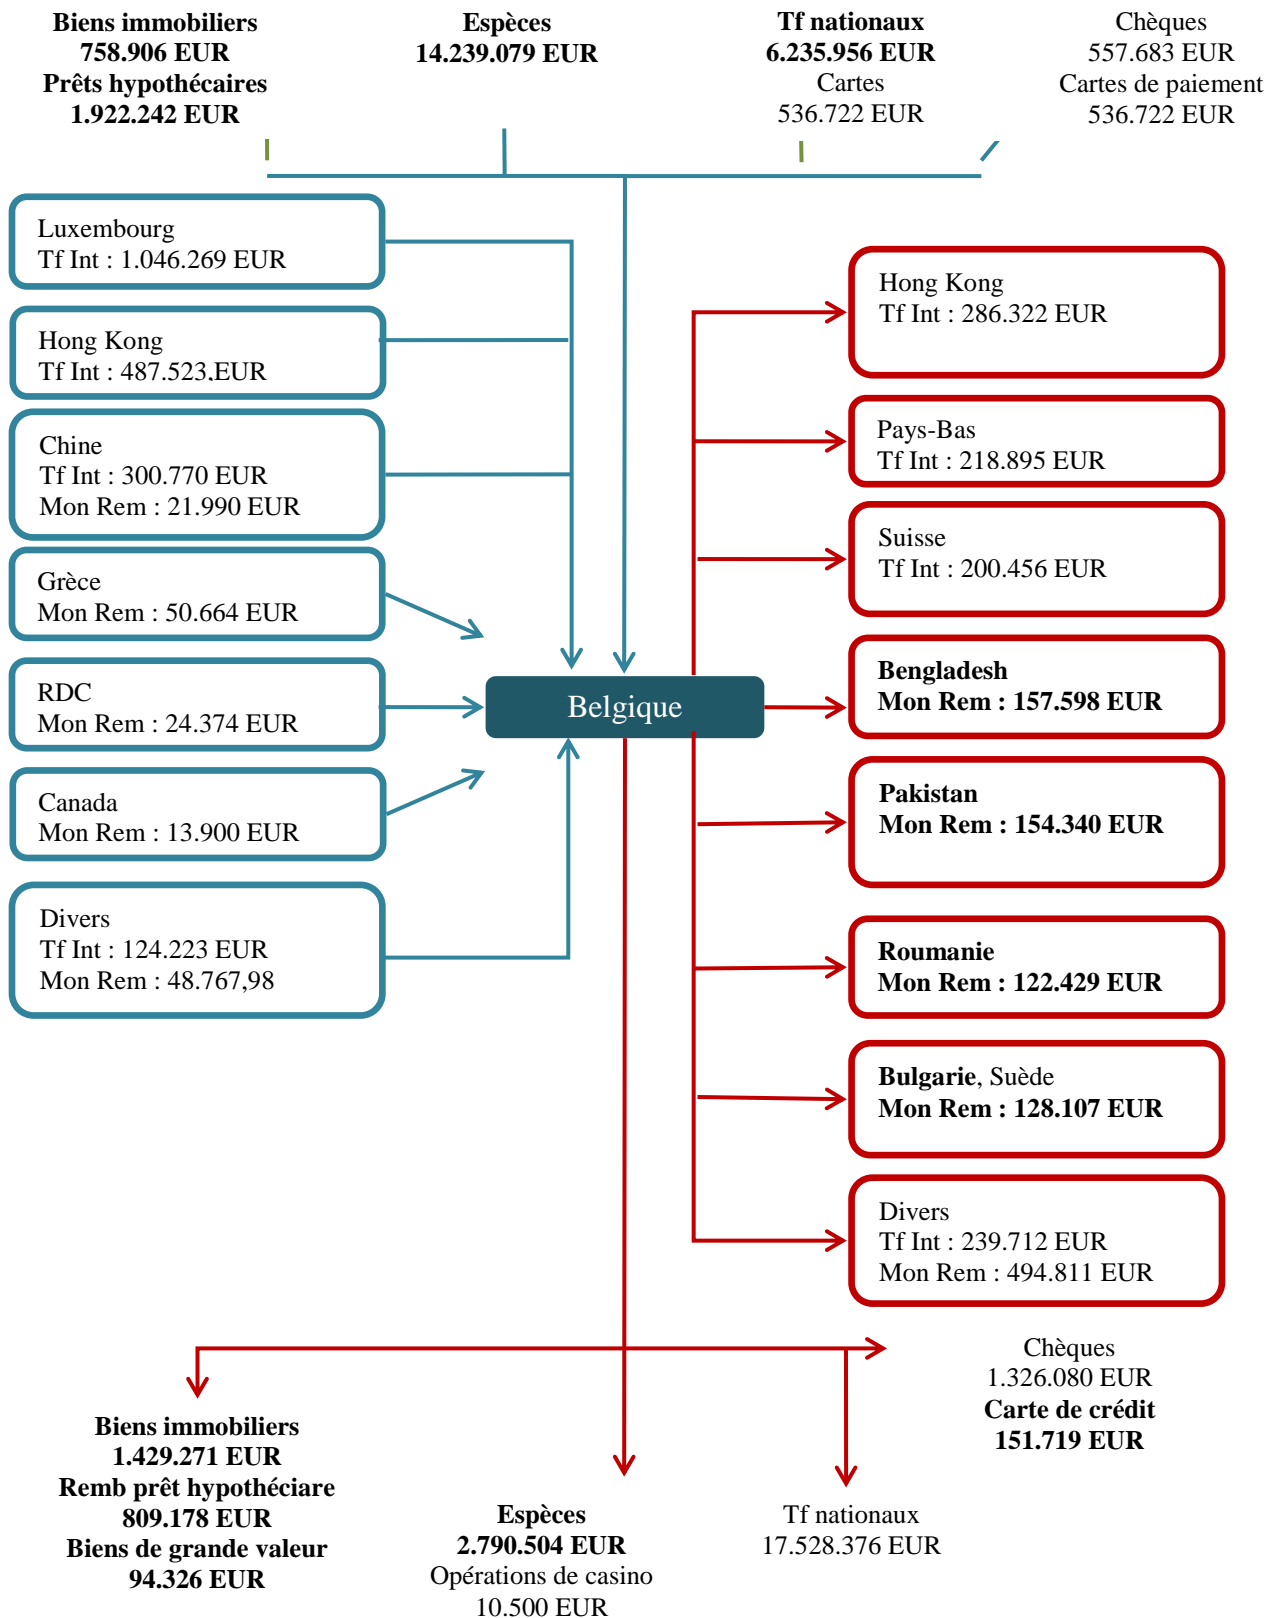 Biens immobiliers
758.906 EUR
Prêts hypothécaires
1.922.242 EUR
Espèces
14.239.079 EUR
Tf nationaux
6.235.956 EUR
Cartes
536.722 EUR
Chèques
557.683 EUR
Cartes de paiement
536.722 EUR
Luxembourg
Tf Int : 1.046.269 EUR
Hong Kong
Tf Int : 487.523,EUR
Chine
Tf Int : 300.770 EUR
Mon Rem : 21.990 EUR
Grèce
Mon Rem : 50.664 EUR
RDC
Mon Rem : 24.374 EUR
Canada
Mon Rem : 13.900 EUR
Divers
Tf Int : 124.223 EUR
Mon Rem : 48.767,98
Belgique
Hong Kong
Tf Int : 286.322 EUR
Pays-Bas
Tf Int : 218.895 EUR
Suisse
Tf Int : 200.456 EUR
Bengladesh
Mon Rem : 157.598 EUR
Pakistan
Mon Rem : 154.340 EUR
Roumanie
Mon Rem : 122.429 EUR
Bulgarie, Suède
Mon Rem : 128.107 EUR
Divers
Tf Int : 239.712 EUR
Mon Rem : 494.811 EUR
Biens immobiliers
1.429.271 EUR
Remb prêt hypothéciare
809.178 EUR
Biens de grande valeur
94.326 EUR
Espèces
2.790.504 EUR
Opérations de casino
10.500 EUR
Tf nationaux
17.528.376 EUR
Chèques
1.326.080 EUR
Carte de crédit
151.719 EUR